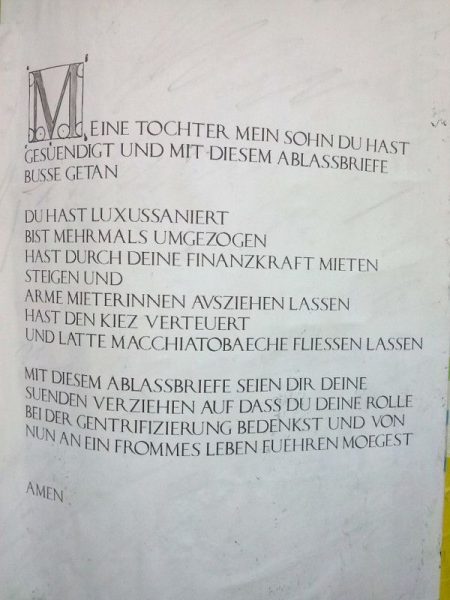 MEINE TOCHTER MEIN SOHN DU HAST
GESUENDIGT UND MIT DIESEM ABLASSBRIEFE
BUSSE GETAN
DU HAST LUXUSSANIERT
BIST MEHRMALS UMGEZOGEN
HAST DURCH DEINE FINANZKRAFT MIETEN
STEIGEN UND
ARME MIETERINNEN AVSZIEHEN LASSEN
HAST DEN KIEZ VERTEUERT
UND LATTE MACCHIATOBAECHE FLIESSEN LASSEN
MIT DIESEM ABLASSBRIEFE SEIEN DIR DEINE
SUENDEN VERZIEHEN AUF DASS DU DEINE ROLLE
BEI DER GENTRIFIZIERUNG BEDENKST UND VON
NUN AN EIN FROMMES LEBEN FUEHREN MOEGEST
AMEN